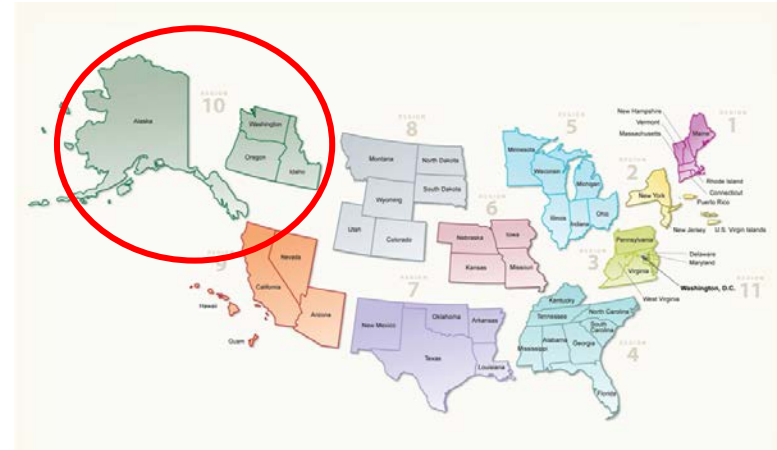 REGION
10
Alaska
Washington
Oregon
Idaho
REGION
8
Montana
North Dakota
South Dakota
Wyoming
Utah
Colorado
REGION
5
Minnesota
Wisconsin
Michigan
Illinois
Indiana
Ohio
REGION
1
New Hampshire
Vermont
Massachusetts
Maine
Rhode Island
Connecticut
REGION
2
New York
Puerto Rico
New Jersey
U.S. Virgin Islands
REGION
6
Nebraska
Iowa
Kansas
Missouri
REGION
3
Pennsylvania
Delaware
Maryland
Virginia
Washington, D.C.
West Virginia
REGION
11
REGION
9
Nevada
California
Arizona
Hawaii
Guam
REGION
7
New Mexico
Oklahoma
Arkansas
Texas
Louisiana
Kentucky
Tennessee
North Carolina
South
Carolina
Mississippi
Alabama
Georgia
Florida
REGION
4